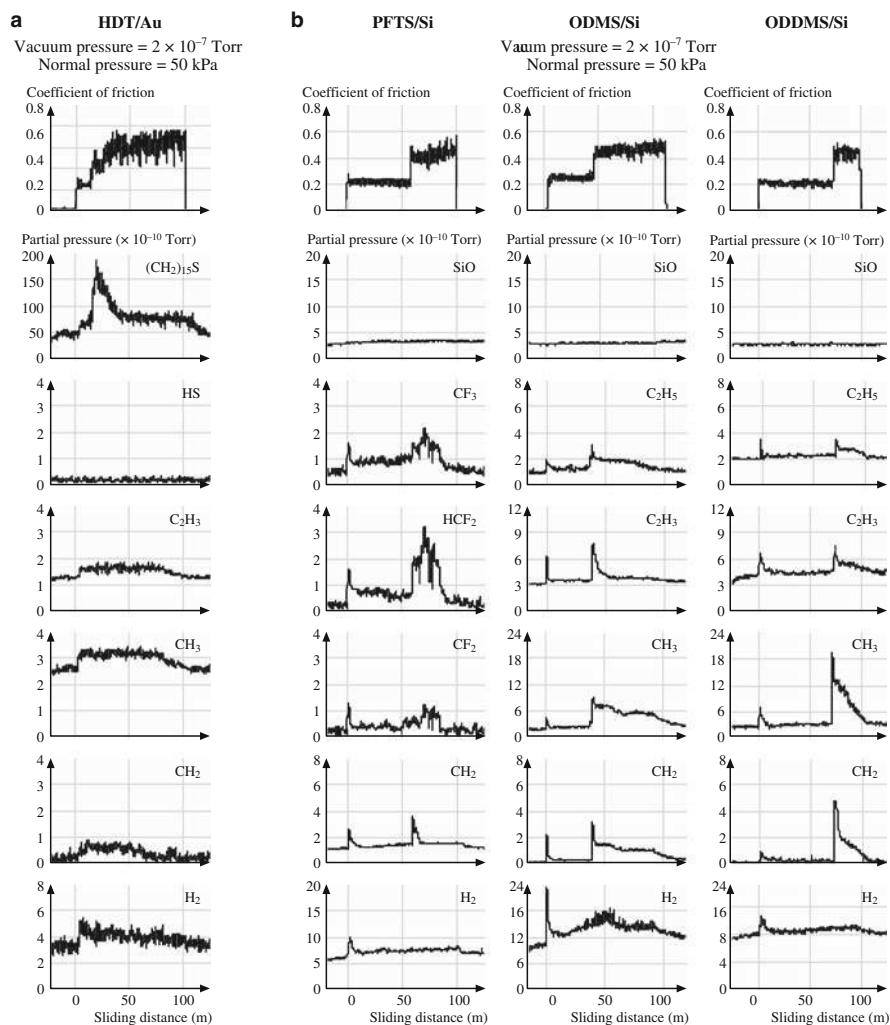 a
HDT/Au
Vacuum pressure = 2 × 10⁻⁷ Torr
Normal pressure = 50 kPa
Coefficient of friction
0.8
0.6
0.4
0.2
0
Partial pressure (× 10⁻¹⁰ Torr)
200
(CH₂)₁₅S
150
100
50
0
4
HS
3
2
1
0
4
C₂H₃
3
2
1
0
4
CH₃
3
2
1
0
4
CH₂
3
2
1
0
8
H₂
6
4
2
0
0 50 100
Sliding distance (m)
b
PFTS/Si
ODMS/Si
ODDMS/Si
Vacuum pressure = 2 × 10⁻⁷ Torr
Normal pressure = 50 kPa
Coefficient of friction
0.8
0.6
0.4
0.2
0
Partial pressure (× 10⁻¹⁰ Torr)
20
SiO
15
10
5
0
4
CF₃
3
2
1
0
4
HCF₂
3
2
1
0
4
CF₂
3
2
1
0
8
CH₂
6
4
2
0
20
H₂
15
10
5
0
0 50 100
Sliding distance (m)
Coefficient of friction
0.8
0.6
0.4
0.2
0
Partial pressure (× 10⁻¹⁰ Torr)
20
SiO
15
10
5
0
8
C₂H₅
6
4
2
0
12
C₂H₃
9
6
3
0
24
CH₃
18
12
6
0
8
CH₂
6
4
2
0
24
H₂
18
12
6
0
0 50 100
Sliding distance (m)
Coefficient of friction
0.8
0.6
0.4
0.2
0
Partial pressure (× 10⁻¹⁰ Torr)
20
SiO
15
10
5
0
8
C₂H₅
6
4
2
0
12
C₂H₃
9
6
3
0
24
CH₃
18
12
6
0
8
CH₂
6
4
2
0
24
H₂
16
12
8
4
0
0 50 100
Sliding distance (m)